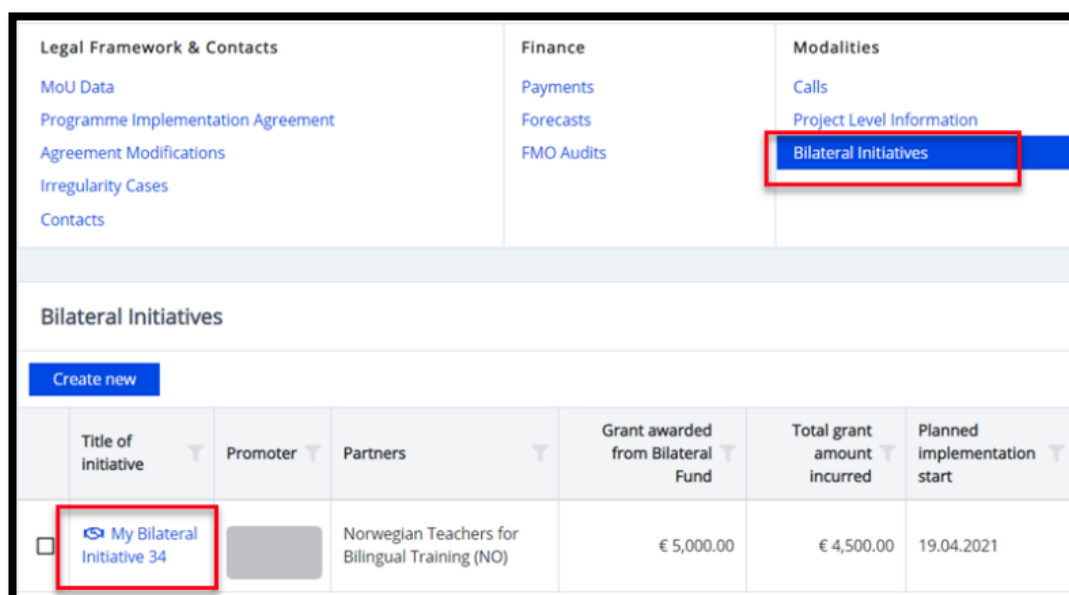 Legal Framework & Contacts
MoU Data
Programme Implementation Agreement
Agreement Modifications
Irregularity Cases
Contacts
Finance
Payments
Forecasts
FMO Audits
Modalities
Calls
Project Level Information
Bilateral Initiatives
Bilateral Initiatives
Create new
Title of
initiative
Promoter
Partners
Grant awarded
from Bilateral
Fund
Total grant
amount
incurred
Planned
implementation
start
My Bilateral
Initiative 34
Norwegian Teachers for
Bilingual Training (NO)
€ 5,000.00
€ 4,500.00
19.04.2021